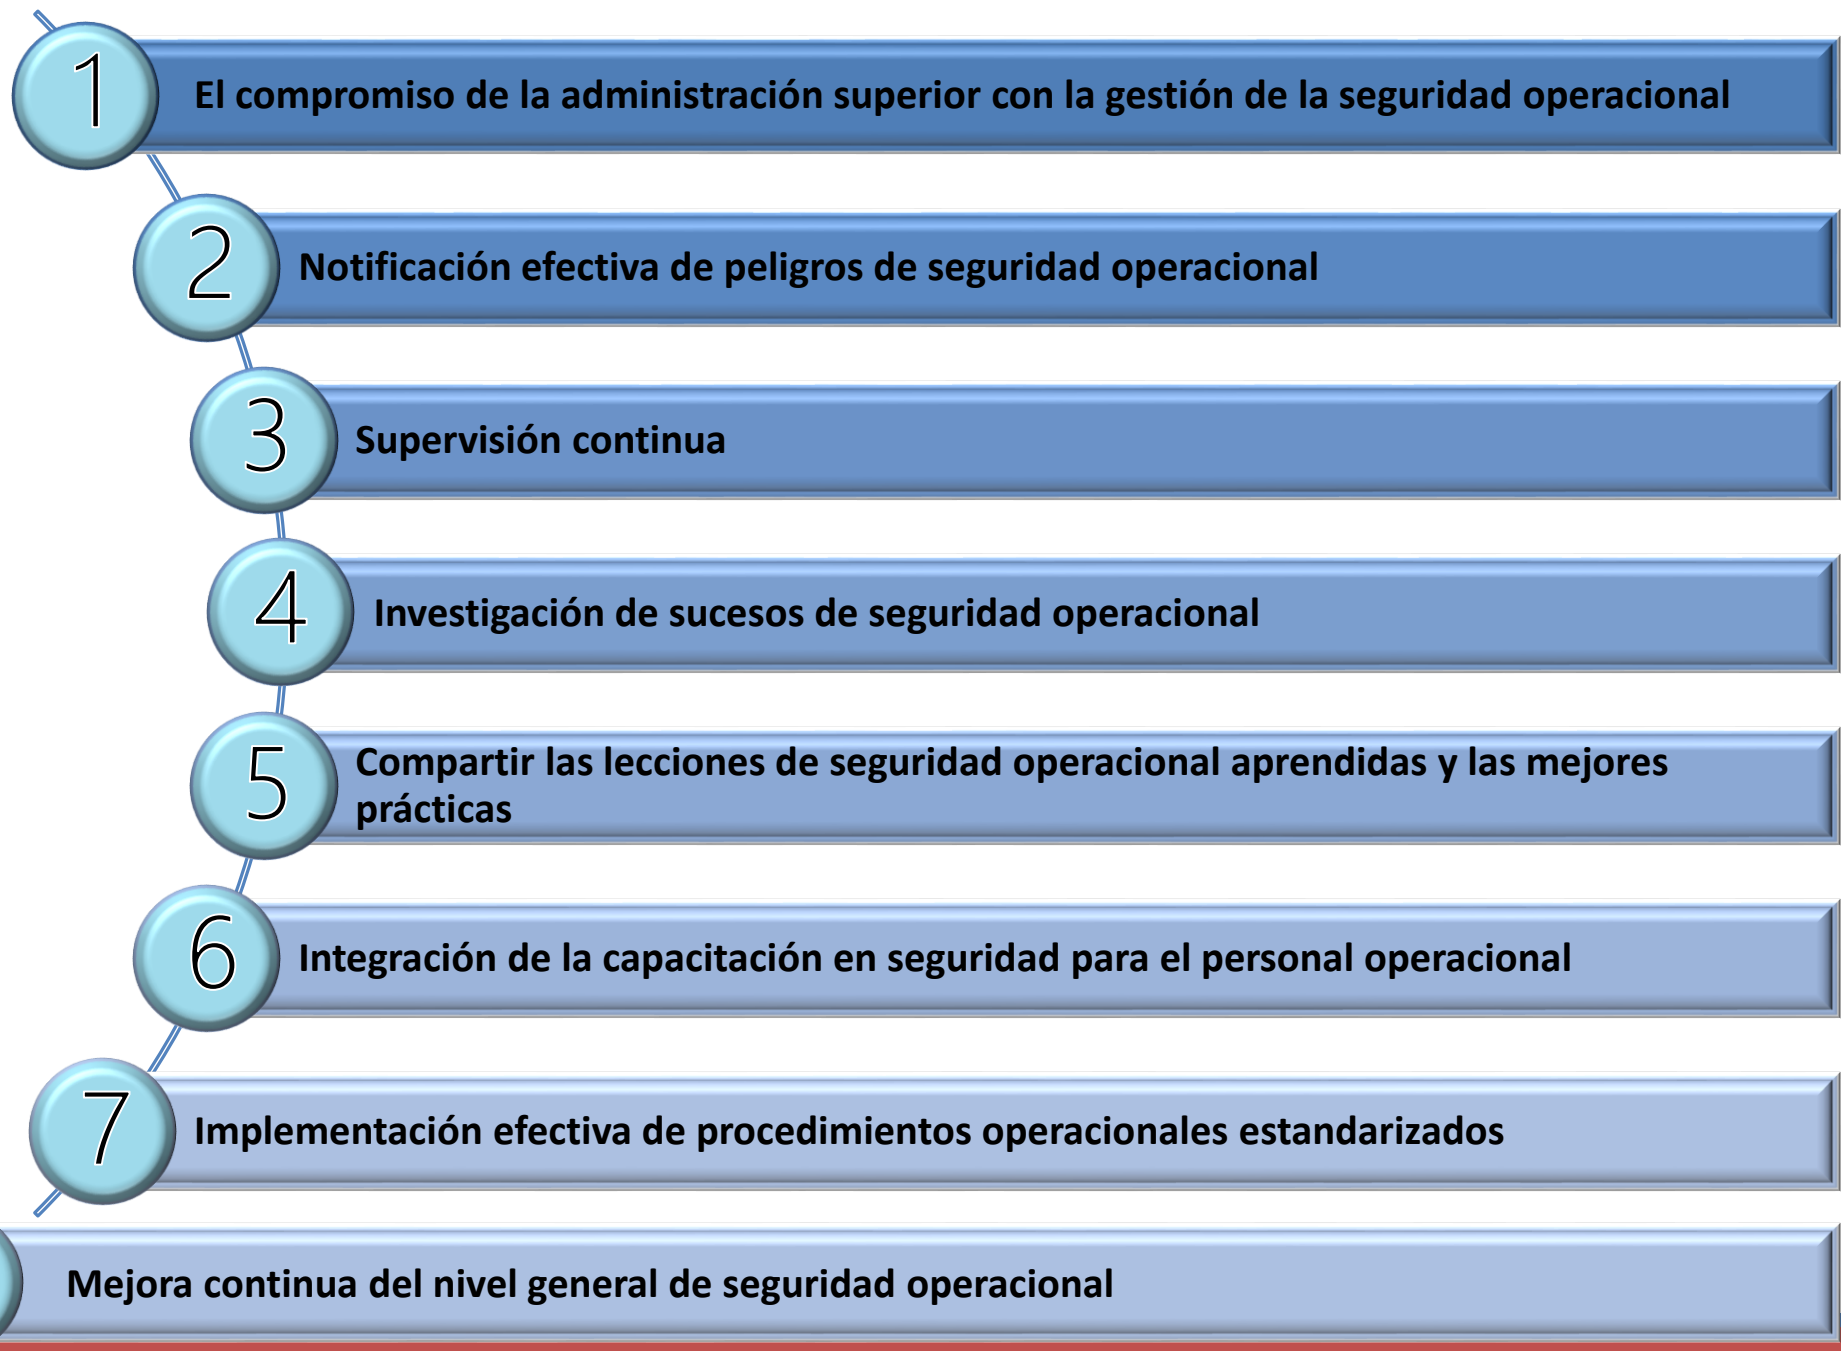 1
El compromiso de la administración superior con la gestión de la seguridad operacional
2
Notificación efectiva de peligros de seguridad operacional
3
Supervisión continua
4
Investigación de sucesos de seguridad operacional
5
Compartir las lecciones de seguridad operacional aprendidas y las mejores
prácticas
6
Integración de la capacitación en seguridad para el personal operacional
7
Implementación efectiva de procedimientos operacionales estandarizados
Mejora continua del nivel general de seguridad operacional